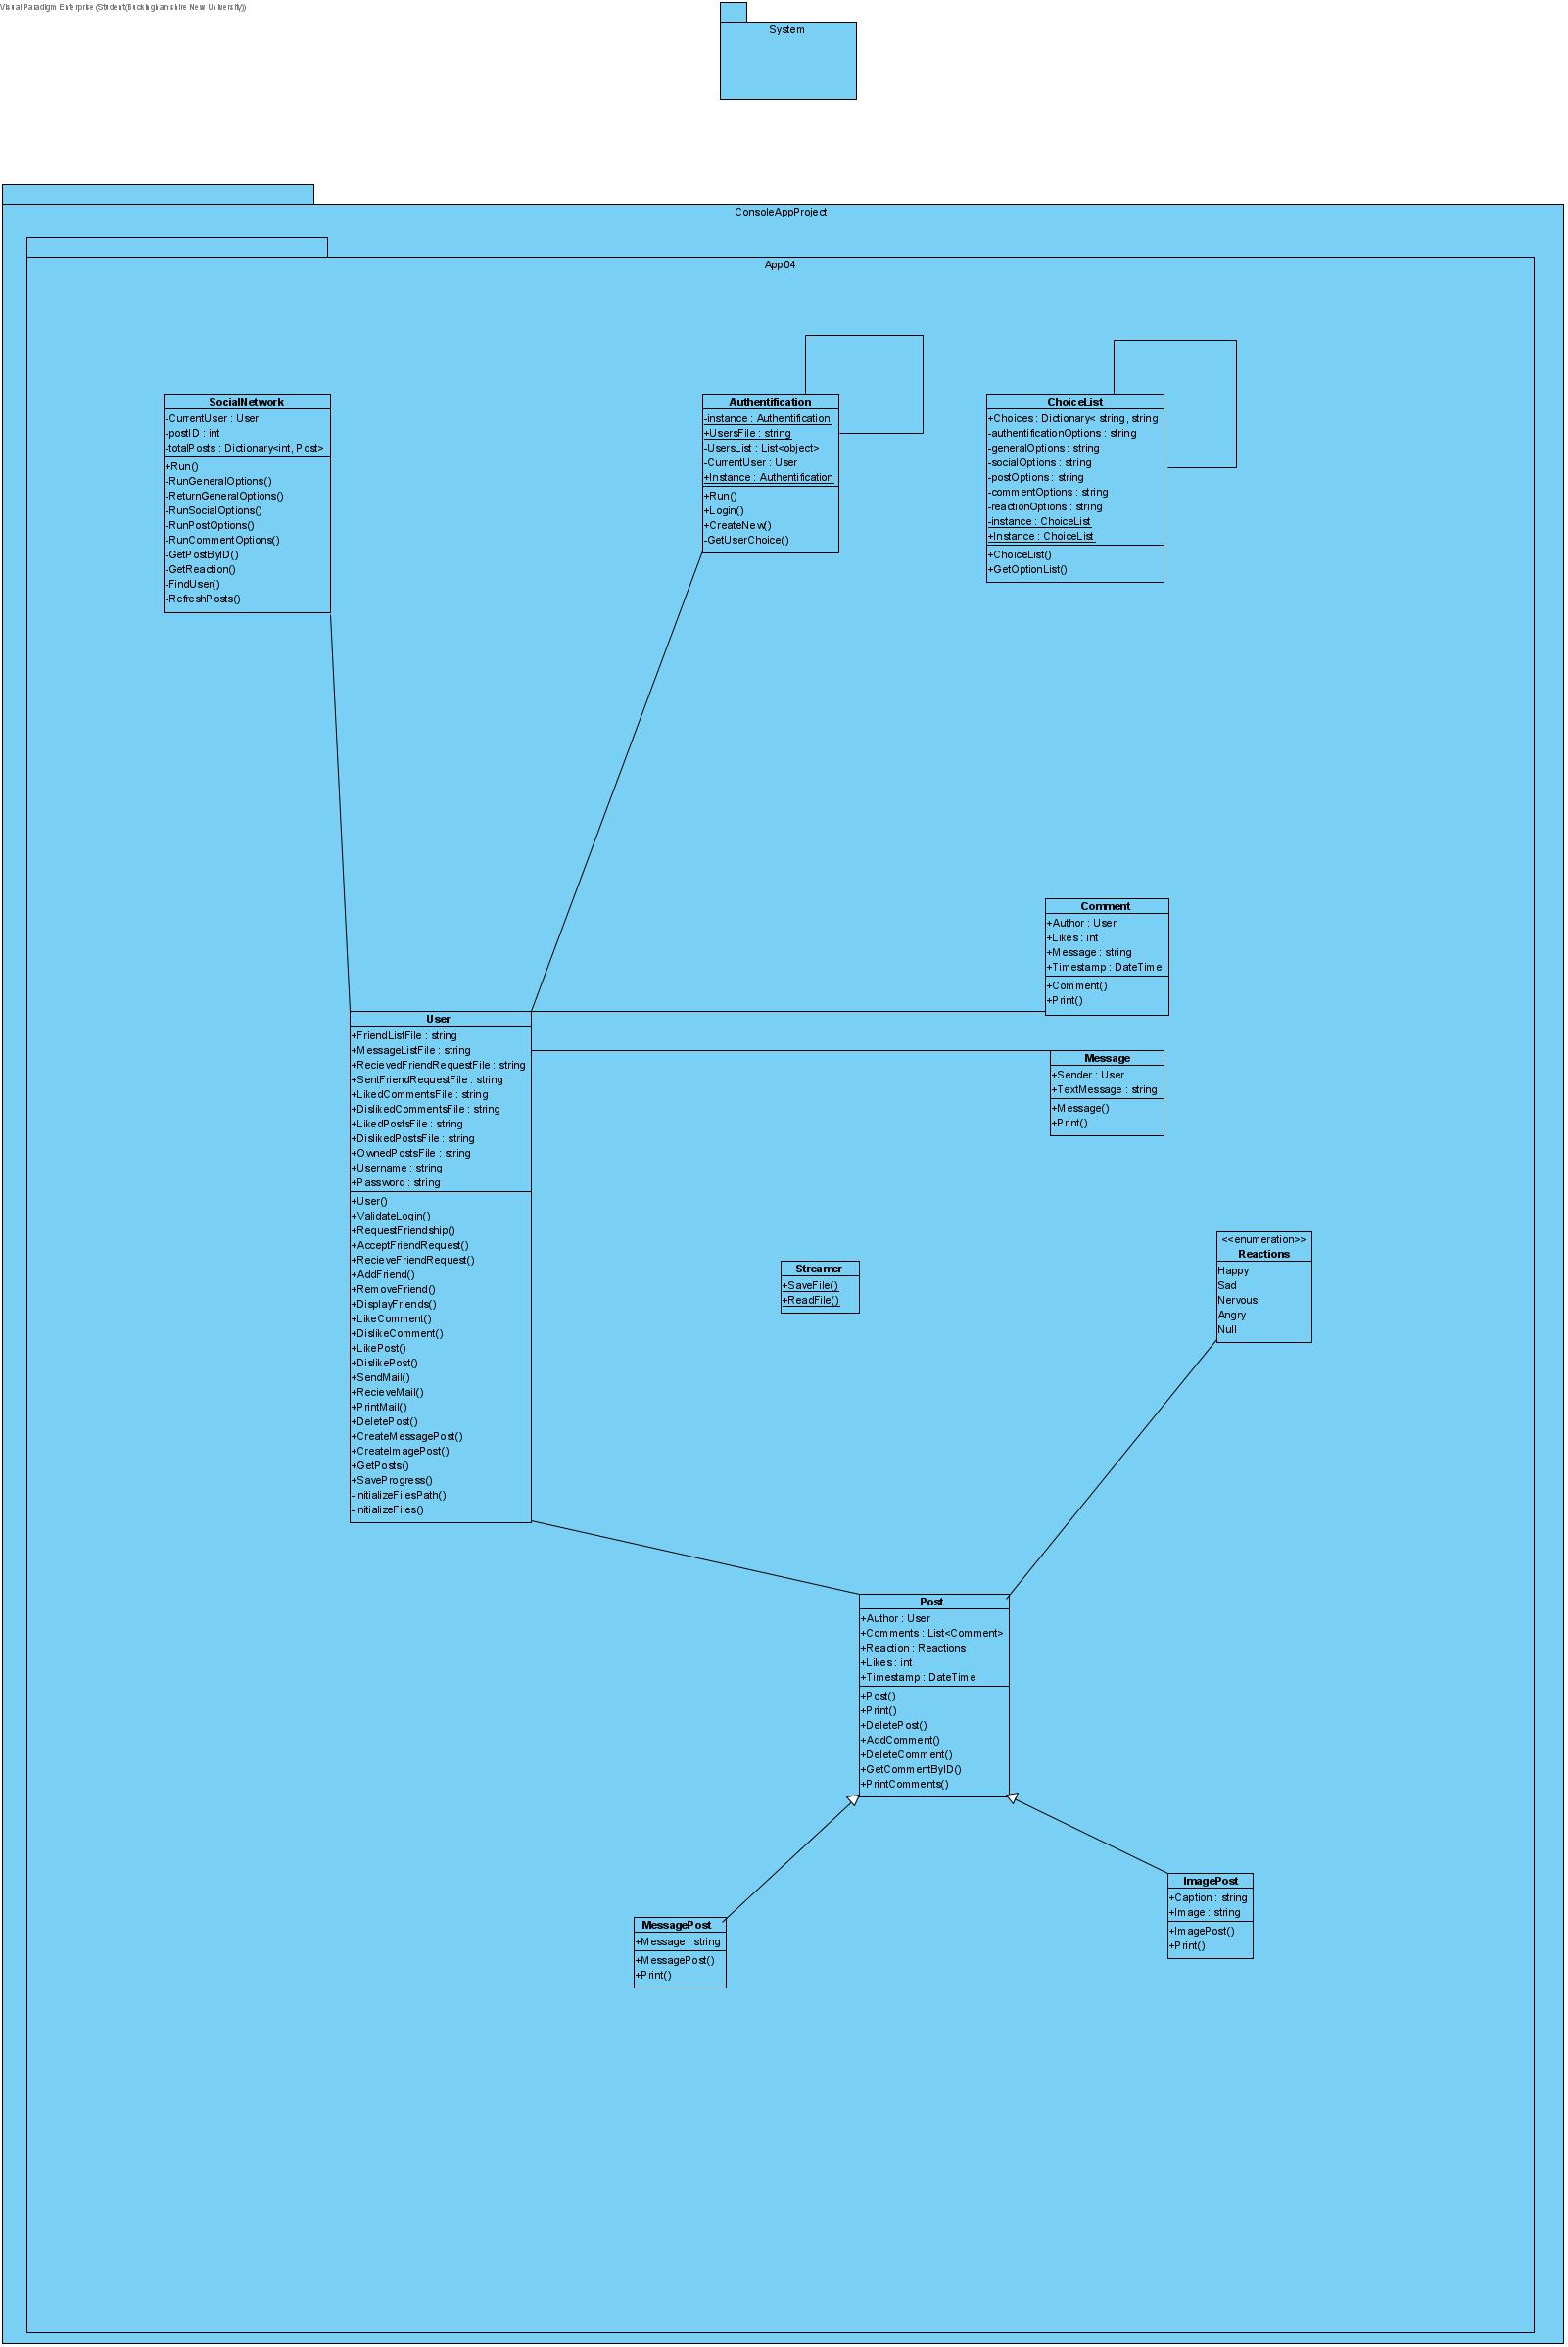 Visual Paradigm Enterprise (Student(Buckinghamshire New University))
System
ConsoleAppProject
App04
SocialNetwork
-CurrentUser : User
-postID : int
-totalPosts : Dictionary<int, Post>
+Run()
-RunGeneralOptions()
-ReturnGeneralOptions()
-RunSocialOptions()
-RunPostOptions()
-RunCommentOptions()
-GetPostByID()
-GetReaction()
-FindUser()
-RefreshPosts()
Authentification
-instance : Authentification
+UsersFile : string
-UsersList : List<object>
-CurrentUser : User
+Instance : Authentification
+Run()
+Login()
+CreateNew()
-GetUserChoice()
ChoiceList
+Choices : Dictionary< string, string
-authentificationOptions : string
-generalOptions : string
-socialOptions : string
-postOptions : string
-commentOptions : string
-reactionOptions : string
-instance : ChoiceList
+Instance : ChoiceList
+ChoiceList()
+GetOptionList()
Comment
+Author : User
+Likes : int
+Message : string
+Timestamp : DateTime
+Comment()
+Print()
User
+FriendListFile : string
+MessageListFile : string
+RecievedFriendRequestFile : string
+SentFriendRequestFile : string
+LikedCommentsFile : string
+DislikedCommentsFile : string
+LikedPostsFile : string
+DislikedPostsFile : string
+OwnedPostsFile : string
+Username : string
+Password : string
+User()
+ValidateLogin()
+RequestFriendship()
+AcceptFriendRequest()
+RecieveFriendRequest()
+AddFriend()
+RemoveFriend()
+DisplayFriends()
+LikeComment()
+DislikeComment()
+LikePost()
+DislikePost()
+SendMail()
+RecieveMail()
+PrintMail()
+DeletePost()
+CreateMessagePost()
+CreateImagePost()
+GetPosts()
+SaveProgress()
-InitializeFilesPath()
-InitializeFiles()
Message
+Sender : User
+TextMessage : string
+Message()
+Print()
Streamer
+SaveFile()
+ReadFile()
<<enumeration>>
Reactions
Happy
Sad
Nervous
Angry
Null
Post
+Author : User
+Comments : List<Comment>
+Reaction : Reactions
+Likes : int
+Timestamp : DateTime
+Post()
+Print()
+DeletePost()
+AddComment()
+DeleteComment()
+GetCommentByID()
+PrintComments()
MessagePost
+Message : string
+MessagePost()
+Print()
ImagePost
+Caption : string
+Image : string
+ImagePost()
+Print()